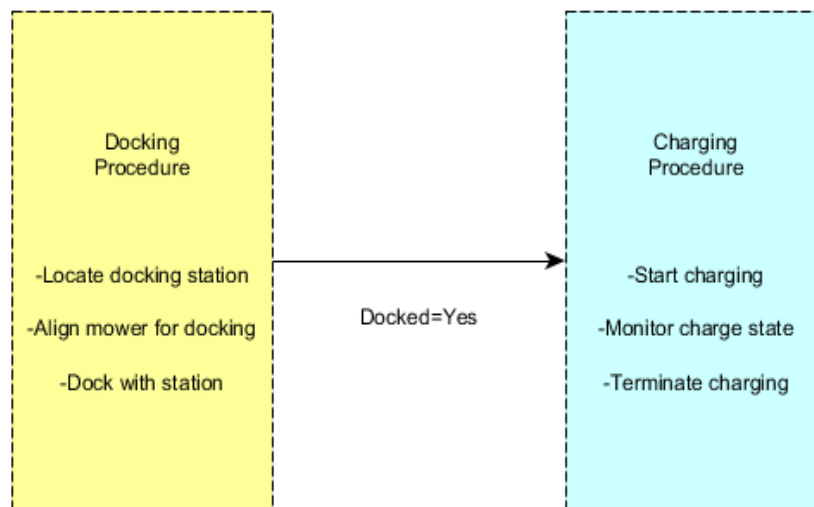 Docking
Procedure
-Locate docking station
-Align mower for docking
-Dock with station
Docked=Yes
Charging
Procedure
-Start charging
-Monitor charge state
-Terminate charging